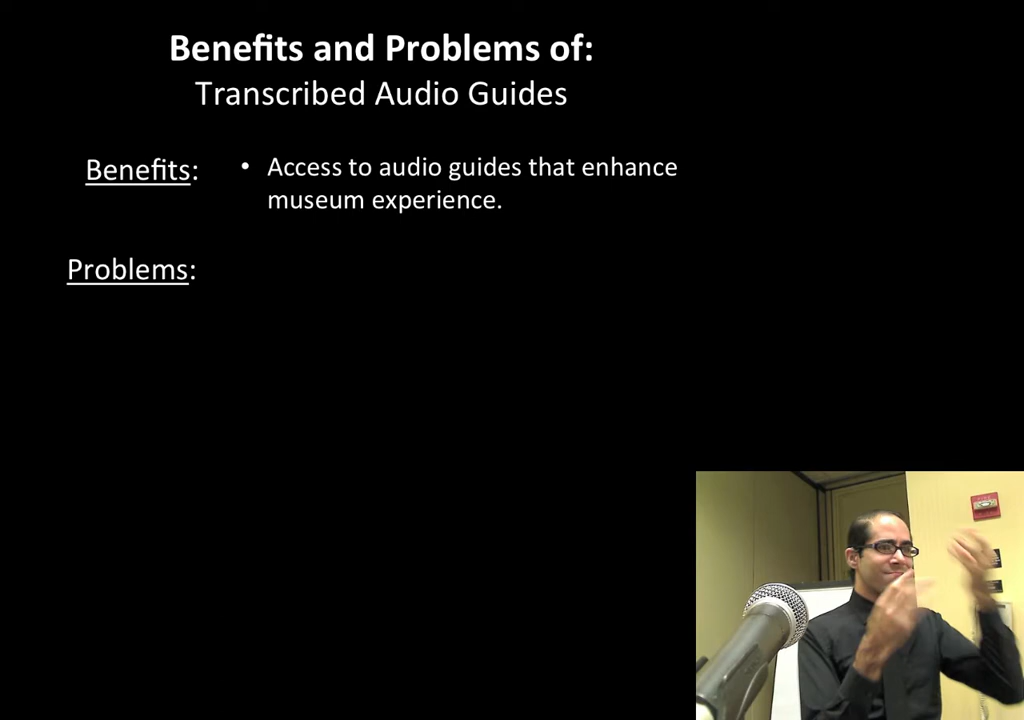 Benefits and Problems of:
Transcribed Audio Guides
Benefits:
• Access to audio guides that enhance
museum experience.
Problems: